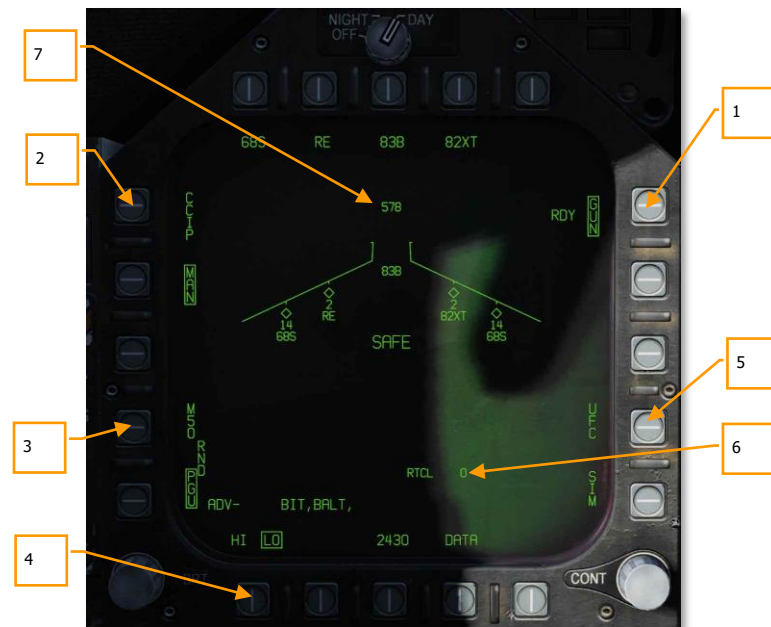 7
NIGHT DAY
OFF
1
68S RE 83B 82XT
2
CCIP
578
RDY GUN
MAN
83B
2
RE
2
82XT
14
68S
14
68S
SAFE
5
M50
RND
UFC
3
PGU
RTCL 0
6
SIM
ADV- BIT,BALT,
HI LO 2430 DATA
4
CONT